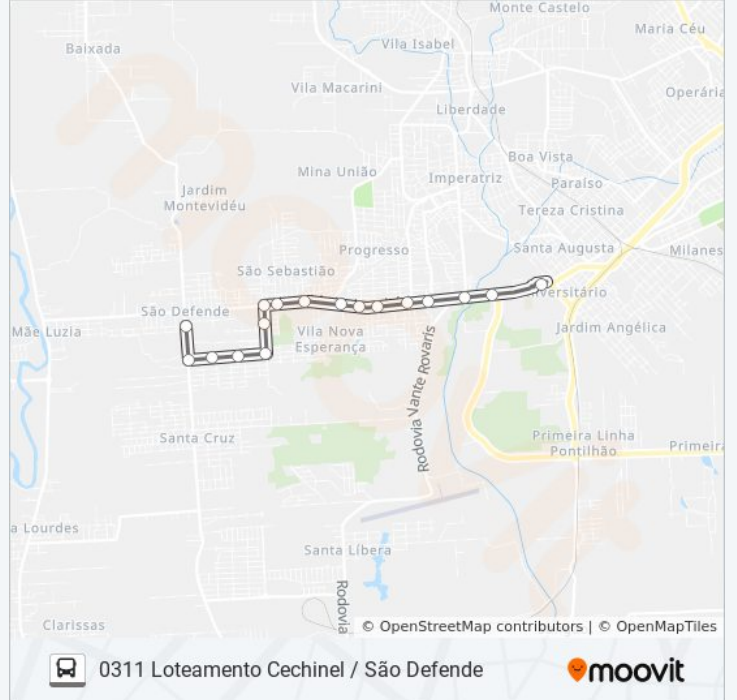 Monte Castelo
Maria Céu
Baixada
Vila Isabel
Vila Macarini
Operária
Liberdade
Boa Vista
Mina União
Imperatriz
Paraíso
Jardim
Montevidéu
Tereza Cristina
Progresso
Santa Augusta
Milanes
São Sebastião
versitário
São Defende
Mãe Luzia
Vila Nova
Esperança
Jardim Angélica
Rodovia Vante Rovaris
Santa Cruz
Primeira Linha
Pontilhão
Primeira
a Lourdes
Santa Líbera
Rodovia
Clarissas
© OpenStreetMap contributors | © OpenMapTiles
0311 Loteamento Cechinel / São Defende
moovit